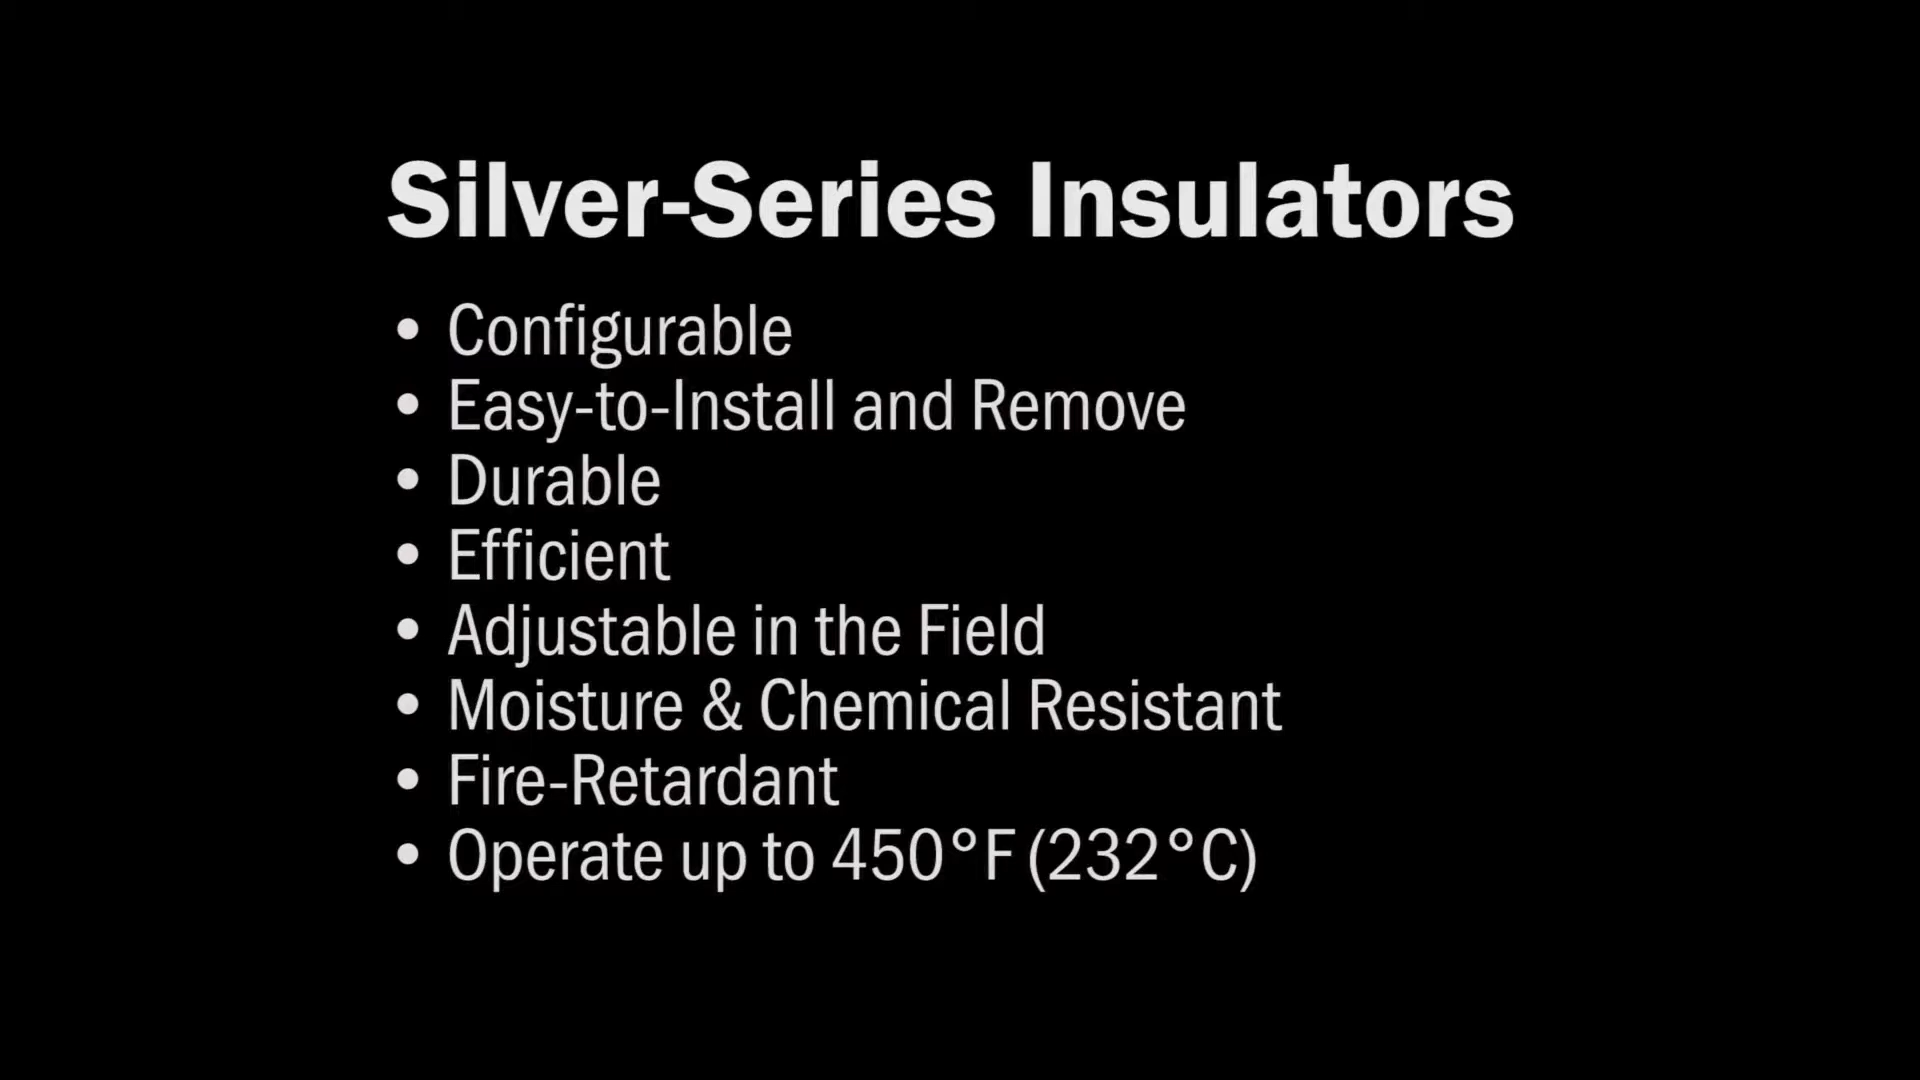 Silver-Series Insulators
• Configurable
• Easy-to-Install and Remove
• Durable
• Efficient
• Adjustable in the Field
• Moisture & Chemical Resistant
• Fire-Retardant
• Operate up to 450°F (232°C)